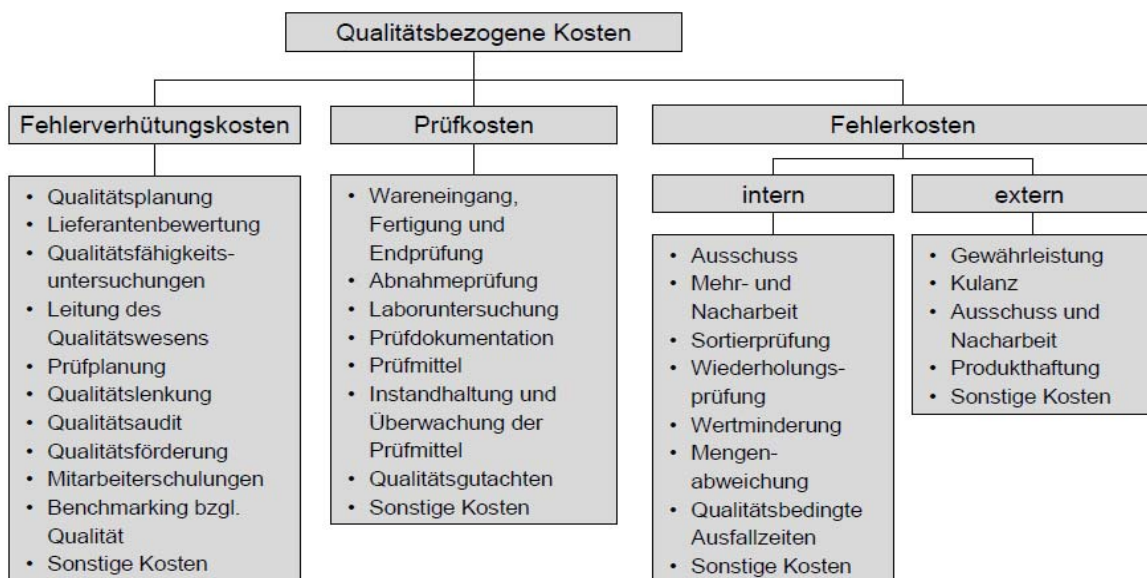 Qualitätsbezogene Kosten
Fehlerverhütungskosten
• Qualitätsplanung
• Lieferantenbewertung
• Qualitätsfähigkeits-
untersuchungen
• Leitung des
Qualitätswesens
• Prüfplanung
• Qualitätslenkung
• Qualitätsaudit
• Qualitätsförderung
• Mitarbeiterschulungen
• Benchmarking bzgl.
Qualität
• Sonstige Kosten
Prüfkosten
• Wareneingang,
Fertigung und
Endprüfung
• Abnahmeprüfung
• Laboruntersuchung
• Prüfdokumentation
• Prüfmittel
• Instandhaltung und
Überwachung der
Prüfmittel
• Qualitätsgutachten
• Sonstige Kosten
Fehlerkosten
intern
• Ausschuss
• Mehr- und
Nacharbeit
• Sortierprüfung
• Wiederholungs-
prüfung
• Wertminderung
• Mengen-
abweichung
• Qualitätsbedingte
Ausfallzeiten
• Sonstige Kosten
extern
• Gewährleistung
• Kulanz
• Ausschuss und
Nacharbeit
• Produkthaftung
• Sonstige Kosten